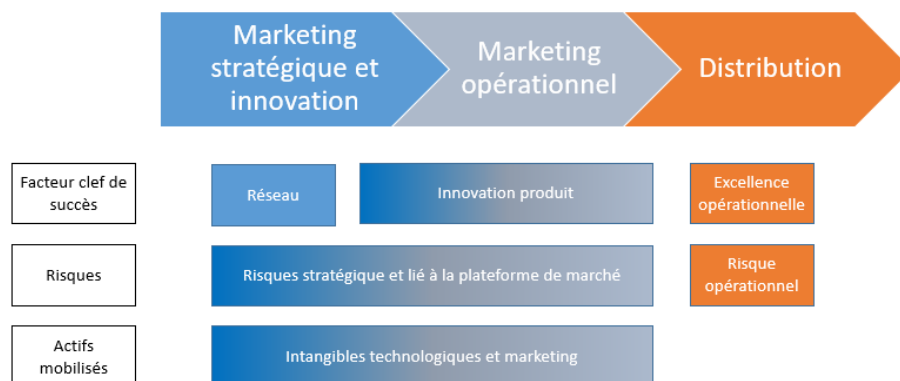 Marketing
stratégique et
innovation
Marketing
opérationnel
Distribution
Facteur clef de
succès
Réseau
Innovation produit
Excellence
opérationnelle
Risques
Risques stratégique et lié à la plateforme de marché
Risque
opérationnel
Actifs
mobilisés
Intangibles technologiques et marketing